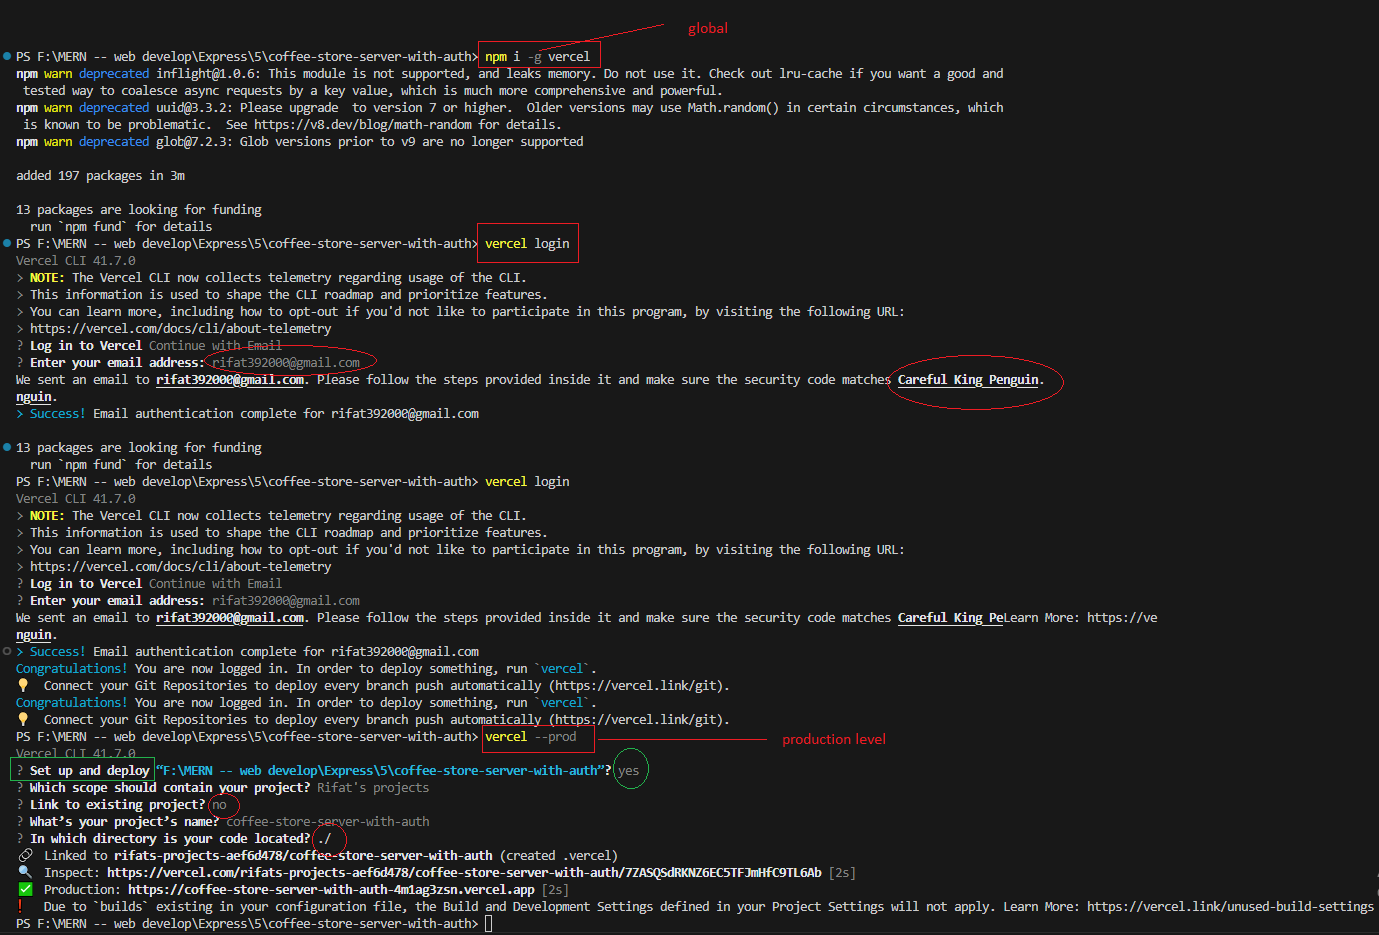 global
PS F:\MERN -- web develop\Express\5\coffee-store-server-with-auth> npm i -g vercel
npm warn deprecated inflight@1.0.6: This module is not supported, and leaks memory. Do not use it. Check out lru-cache if you want a good and
tested way to coalesce async requests by a key value, which is much more comprehensive and powerful.
npm warn deprecated uuid@3.3.2: Please upgrade  to version 7 or higher.  Older versions may use Math.random() in certain circumstances, which
is known to be problematic.  See https://v8.dev/blog/math-random for details.
npm warn deprecated glob@7.2.3: Glob versions prior to v9 are no longer supported
added 197 packages in 3m
13 packages are looking for funding
run `npm fund` for details
PS F:\MERN -- web develop\Express\5\coffee-store-server-with-auth> vercel login
Vercel CLI 41.7.0
> NOTE: The Vercel CLI now collects telemetry regarding usage of the CLI.
> This information is used to shape the CLI roadmap and prioritize features.
> You can learn more, including how to opt-out if you'd not like to participate in this program, by visiting the following URL:
> https://vercel.com/docs/cli/about-telemetry
? Log in to Vercel Continue with Email
? Enter your email address: rifat392000@gmail.com
We sent an email to rifat392000@gmail.com. Please follow the steps provided inside it and make sure the security code matches Careful King Penguin.
nguin.
> Success! Email authentication complete for rifat392000@gmail.com
13 packages are looking for funding
run `npm fund` for details
PS F:\MERN -- web develop\Express\5\coffee-store-server-with-auth> vercel login
Vercel CLI 41.7.0
> NOTE: The Vercel CLI now collects telemetry regarding usage of the CLI.
> This information is used to shape the CLI roadmap and prioritize features.
> You can learn more, including how to opt-out if you'd not like to participate in this program, by visiting the following URL:
> https://vercel.com/docs/cli/about-telemetry
? Log in to Vercel Continue with Email
? Enter your email address: rifat392000@gmail.com
We sent an email to rifat392000@gmail.com. Please follow the steps provided inside it and make sure the security code matches Careful King PeLearn More: https://ve
nguin.
> Success! Email authentication complete for rifat392000@gmail.com
Congratulations! You are now logged in. In order to deploy something, run `vercel`.
💡  Connect your Git Repositories to deploy every branch push automatically (https://vercel.link/git).
Congratulations! You are now logged in. In order to deploy something, run `vercel`.
💡  Connect your Git Repositories to deploy every branch push automatically (https://vercel.link/git).
PS F:\MERN -- web develop\Express\5\coffee-store-server-with-auth> vercel --prod
production level
Vercel CLI 41.7.0
? Set up and deploy “F:\MERN -- web develop\Express\5\coffee-store-server-with-auth”? yes
? Which scope should contain your project? Rifat's projects
? Link to existing project? no
? What’s your project’s name? coffee-store-server-with-auth
? In which directory is your code located? ./
🔗  Linked to rifats-projects-aef6d478/coffee-store-server-with-auth (created .vercel)
🔍  Inspect: https://vercel.com/rifats-projects-aef6d478/coffee-store-server-with-auth/7ZASQSdRKNZ6EC5TFJmHfC9TL6Ab [2s]
✅  Production: https://coffee-store-server-with-auth-4m1ag3zsn.vercel.app [2s]
❗  Due to `builds` existing in your configuration file, the Build and Development Settings defined in your Project Settings will not apply. Learn More: https://vercel.link/unused-build-settings
PS F:\MERN -- web develop\Express\5\coffee-store-server-with-auth>